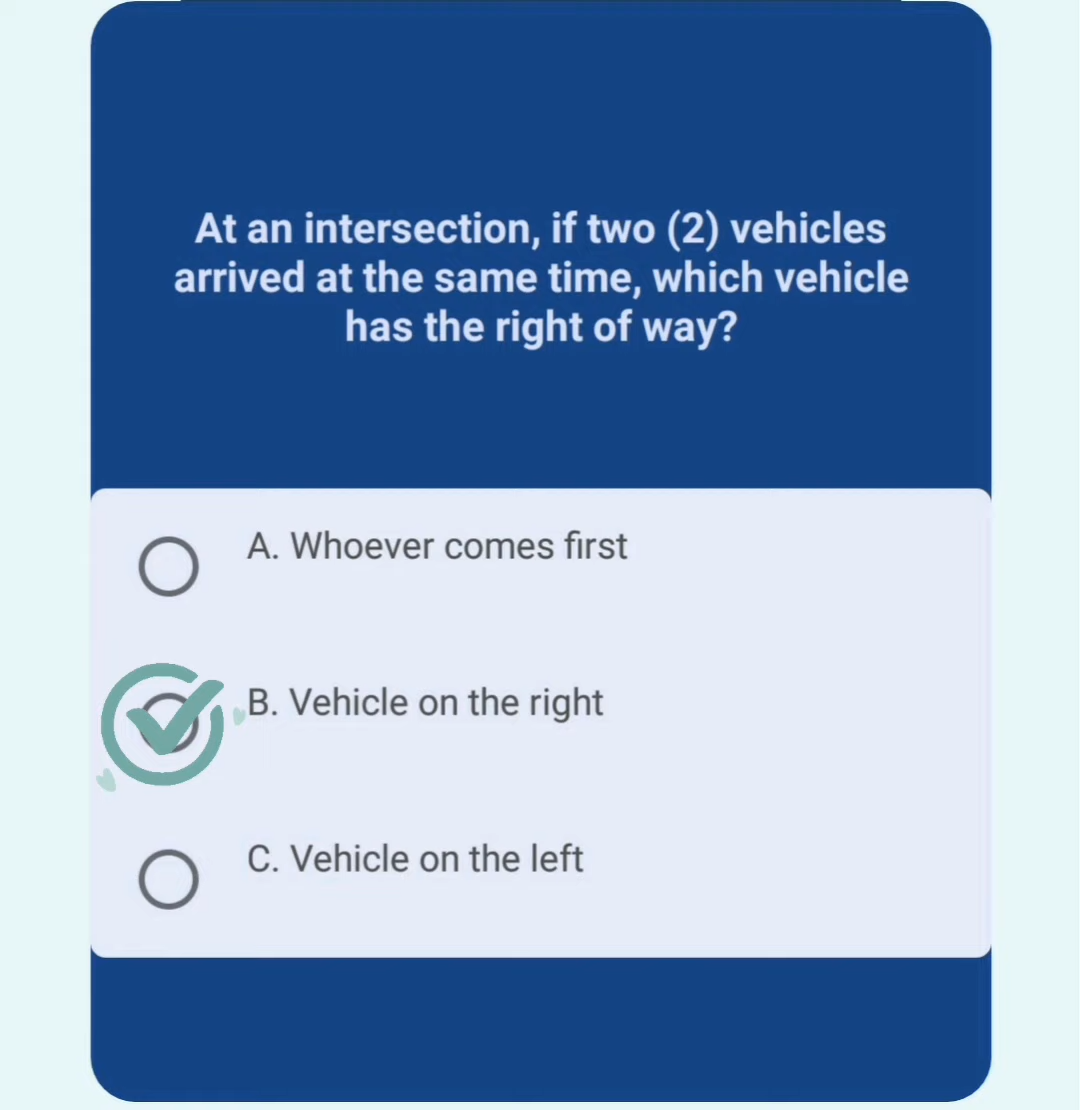 At an intersection, if two (2) vehicles
arrived at the same time, which vehicle
has the right of way?
A. Whoever comes first
B. Vehicle on the right
C. Vehicle on the left